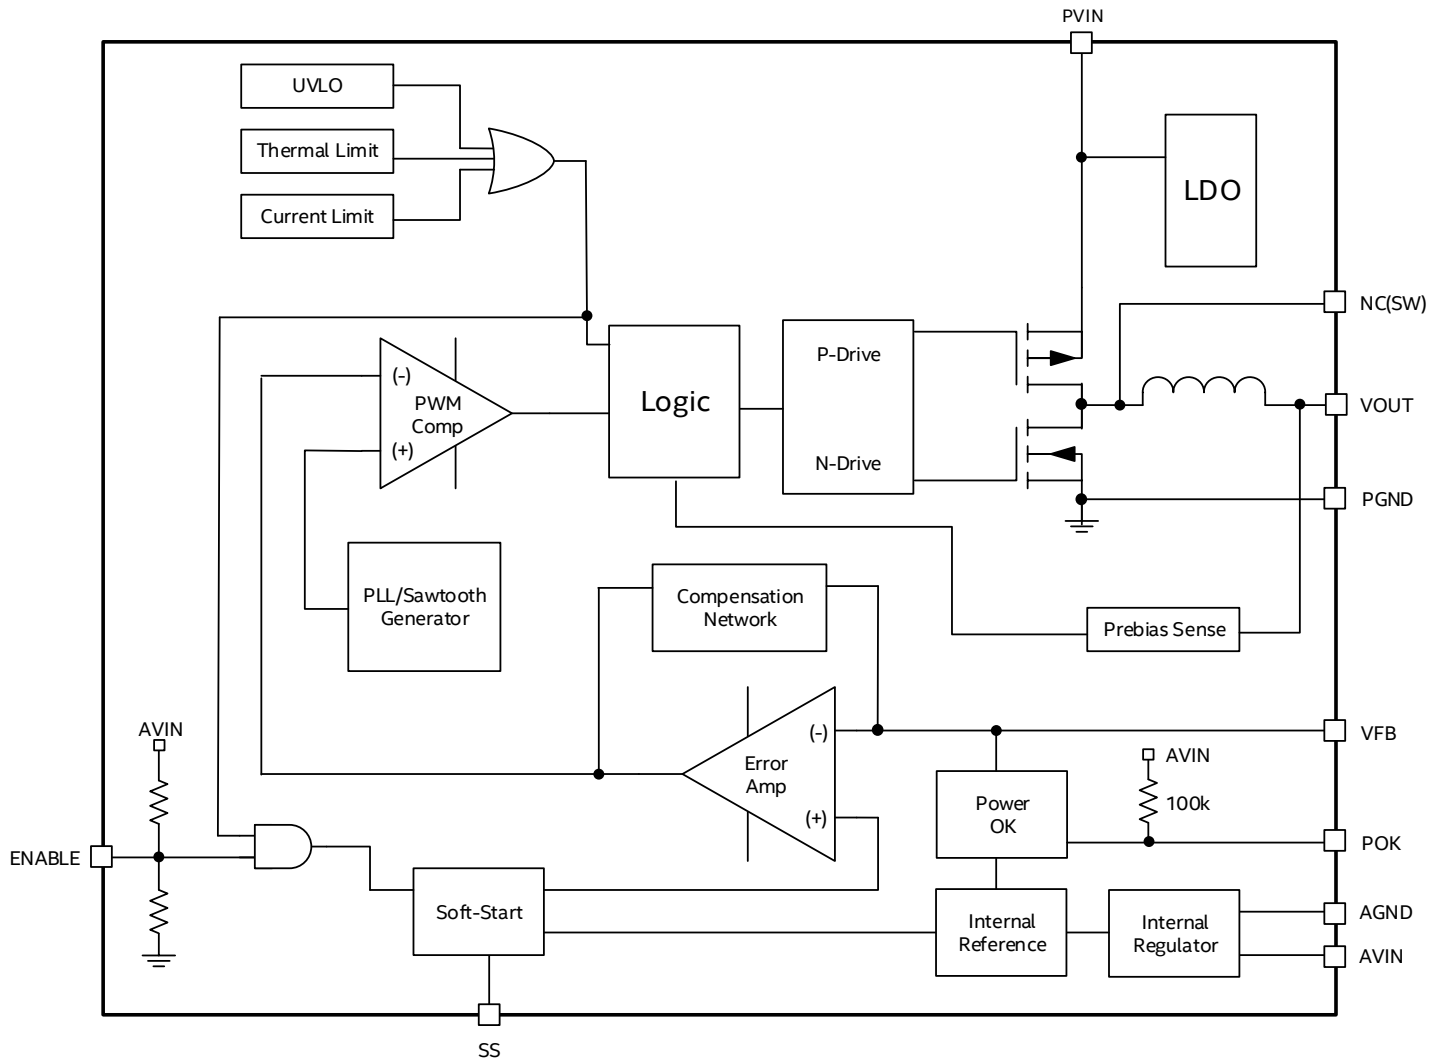 PVIN
UVLO
Thermal Limit
Current Limit
LDO
NC(SW)
(-)
PWM
Comp
(+)
Logic
P-Drive
N-Drive
VOUT
PGND
PLL/Sawtooth
Generator
Compensation
Network
Prebias Sense
AVIN
ENABLE
(-)
Error
Amp
(+)
VFB
AVIN
100k
Power
OK
POK
Soft-Start
Internal
Reference
Internal
Regulator
AGND
AVIN
SS